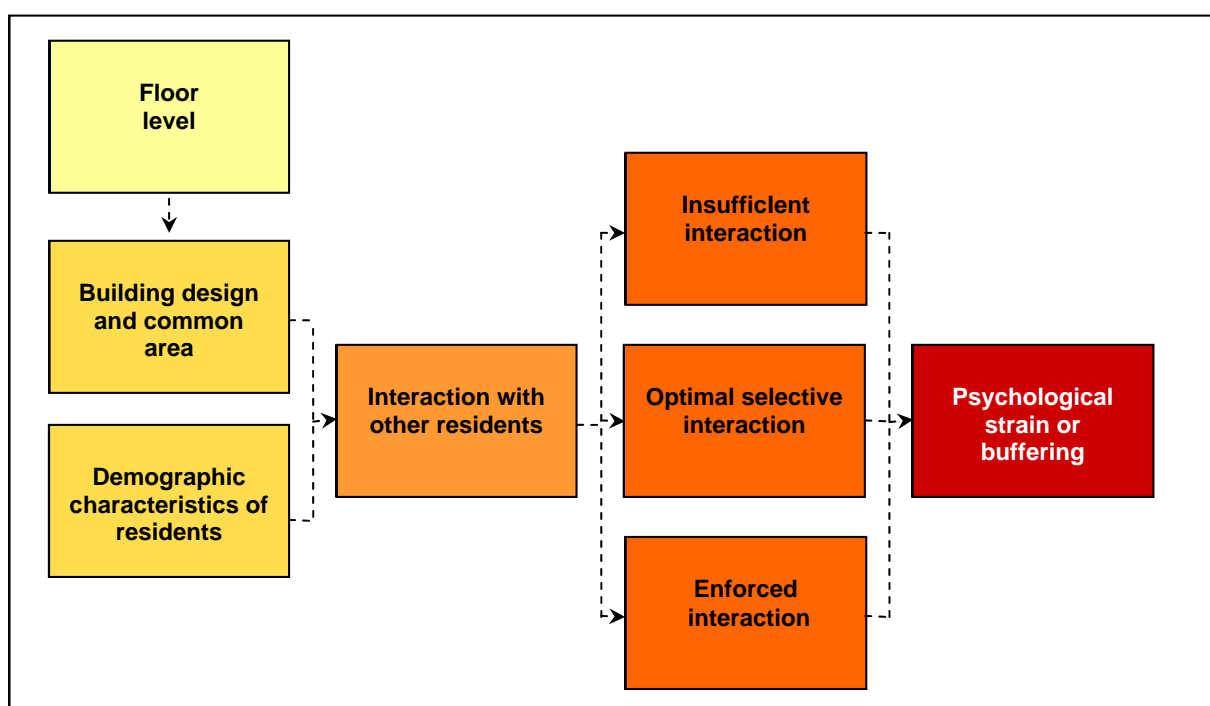 Floor
level
Building design
and common
area
Demographic
characteristics of
residents
Interaction with
other residents
Insufficient
interaction
Optimal selective
interaction
Enforced
interaction
Psychological
strain or
buffering